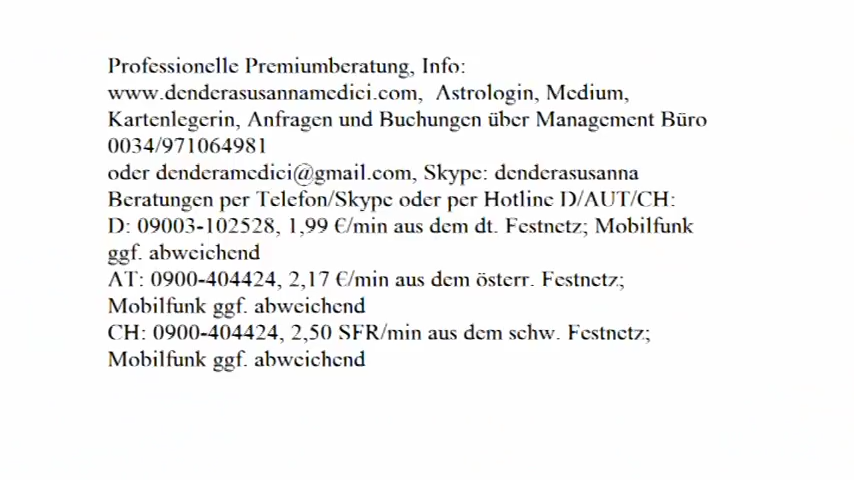 Professionelle Premiumberatung, Info:
www.denderasusannamedici.com, Astrologin, Medium,
Kartenlegerin, Anfragen und Buchungen über Management Büro
0034/971064981
oder denderamedici@gmail.com, Skype: denderasusanna
Beratungen per Telefon/Skype oder per Hotline D/AUT/CH:
D: 09003-102528, 1,99 €/min aus dem dt. Festnetz; Mobilfunk
ggf. abweichend
AT: 0900-404424, 2,17 €/min aus dem österr. Festnetz;
Mobilfunk ggf. abweichend
CH: 0900-404424, 2,50 SFR/min aus dem schw. Festnetz;
Mobilfunk ggf. abweichend